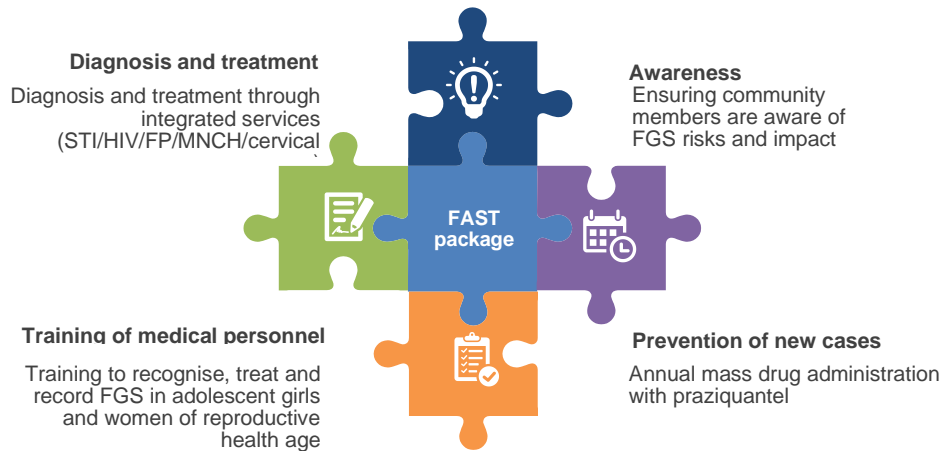 Diagnosis and treatment
Diagnosis and treatment through
integrated services
(STI/HIV/FP/MNCH/cervical
Awareness
Ensuring community
members are aware of
FGS risks and impact
FAST
package
Training of medical personnel
Training to recognise, treat and
record FGS in adolescent girls
and women of reproductive
health age
Prevention of new cases
Annual mass drug administration
with praziquantel